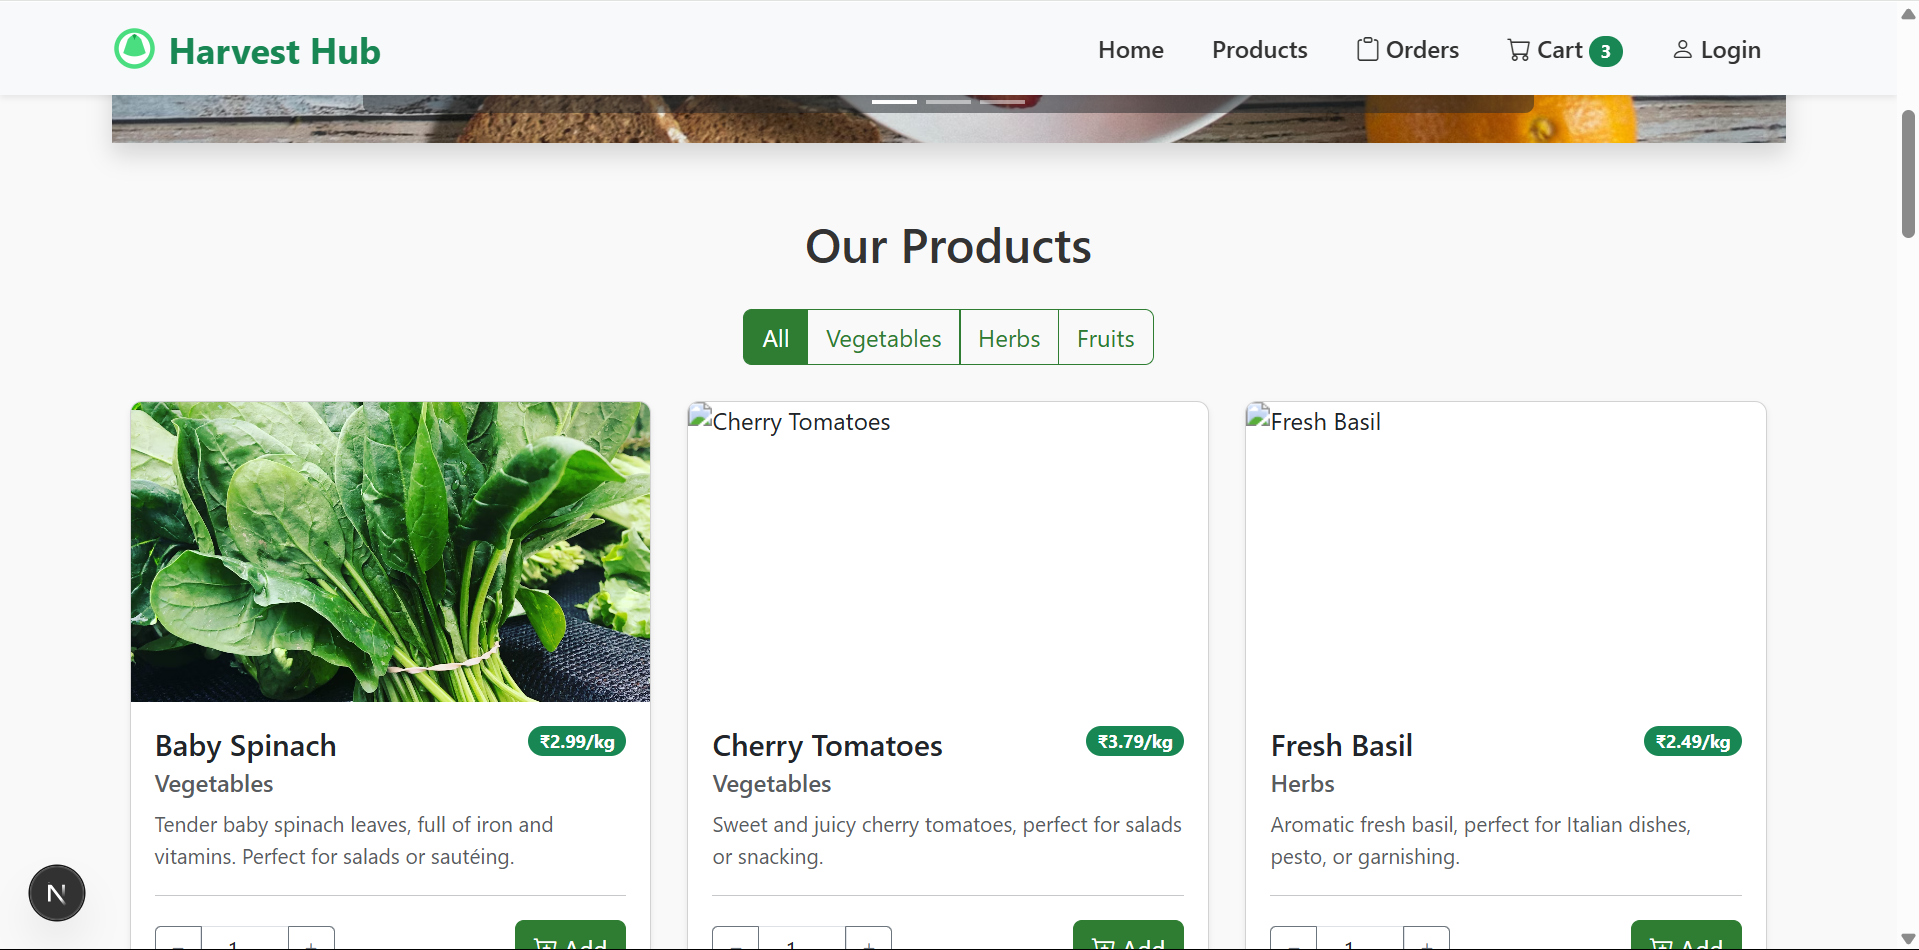 Harvest Hub
Home Products Orders Cart 3 Login
Our Products
All Vegetables Herbs Fruits
Cherry Tomatoes
Fresh Basil
Baby Spinach ₹2.99/kg
Vegetables
Tender baby spinach leaves, full of iron and
vitamins. Perfect for salads or sautéing.
1 + Add
Cherry Tomatoes ₹3.79/kg
Vegetables
Sweet and juicy cherry tomatoes, perfect for salads
or snacking.
1 + Add
Fresh Basil ₹2.49/kg
Herbs
Aromatic fresh basil, perfect for Italian dishes,
pesto, or garnishing.
1 + Add
N